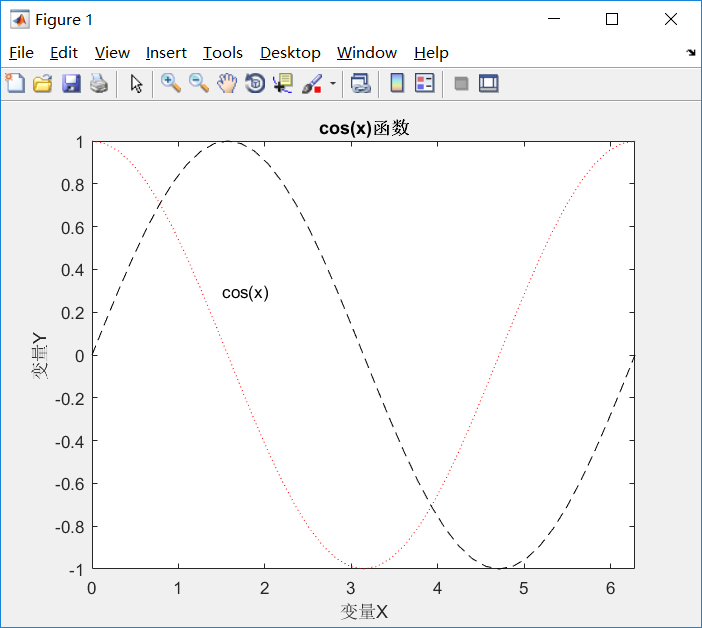 Figure 1
File Edit View Insert Tools Desktop Window Help
cos(x)函数
1
0.8
0.6
0.4
cos(x)
0.2
0
变量Y
-0.2
-0.4
-0.6
-0.8
-1
0 1 2 3 4 5 6
变量X